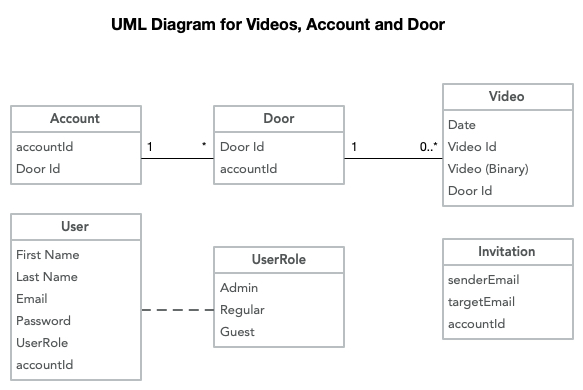 UML Diagram for Videos, Account and Door
Account
accountId
Door Id
1
*
Door
Door Id
accountId
1
0..*
Video
Date
Video Id
Video (Binary)
Door Id
User
First Name
Last Name
Email
Password
UserRole
accountId
UserRole
Admin
Regular
Guest
Invitation
senderEmail
targetEmail
accountId